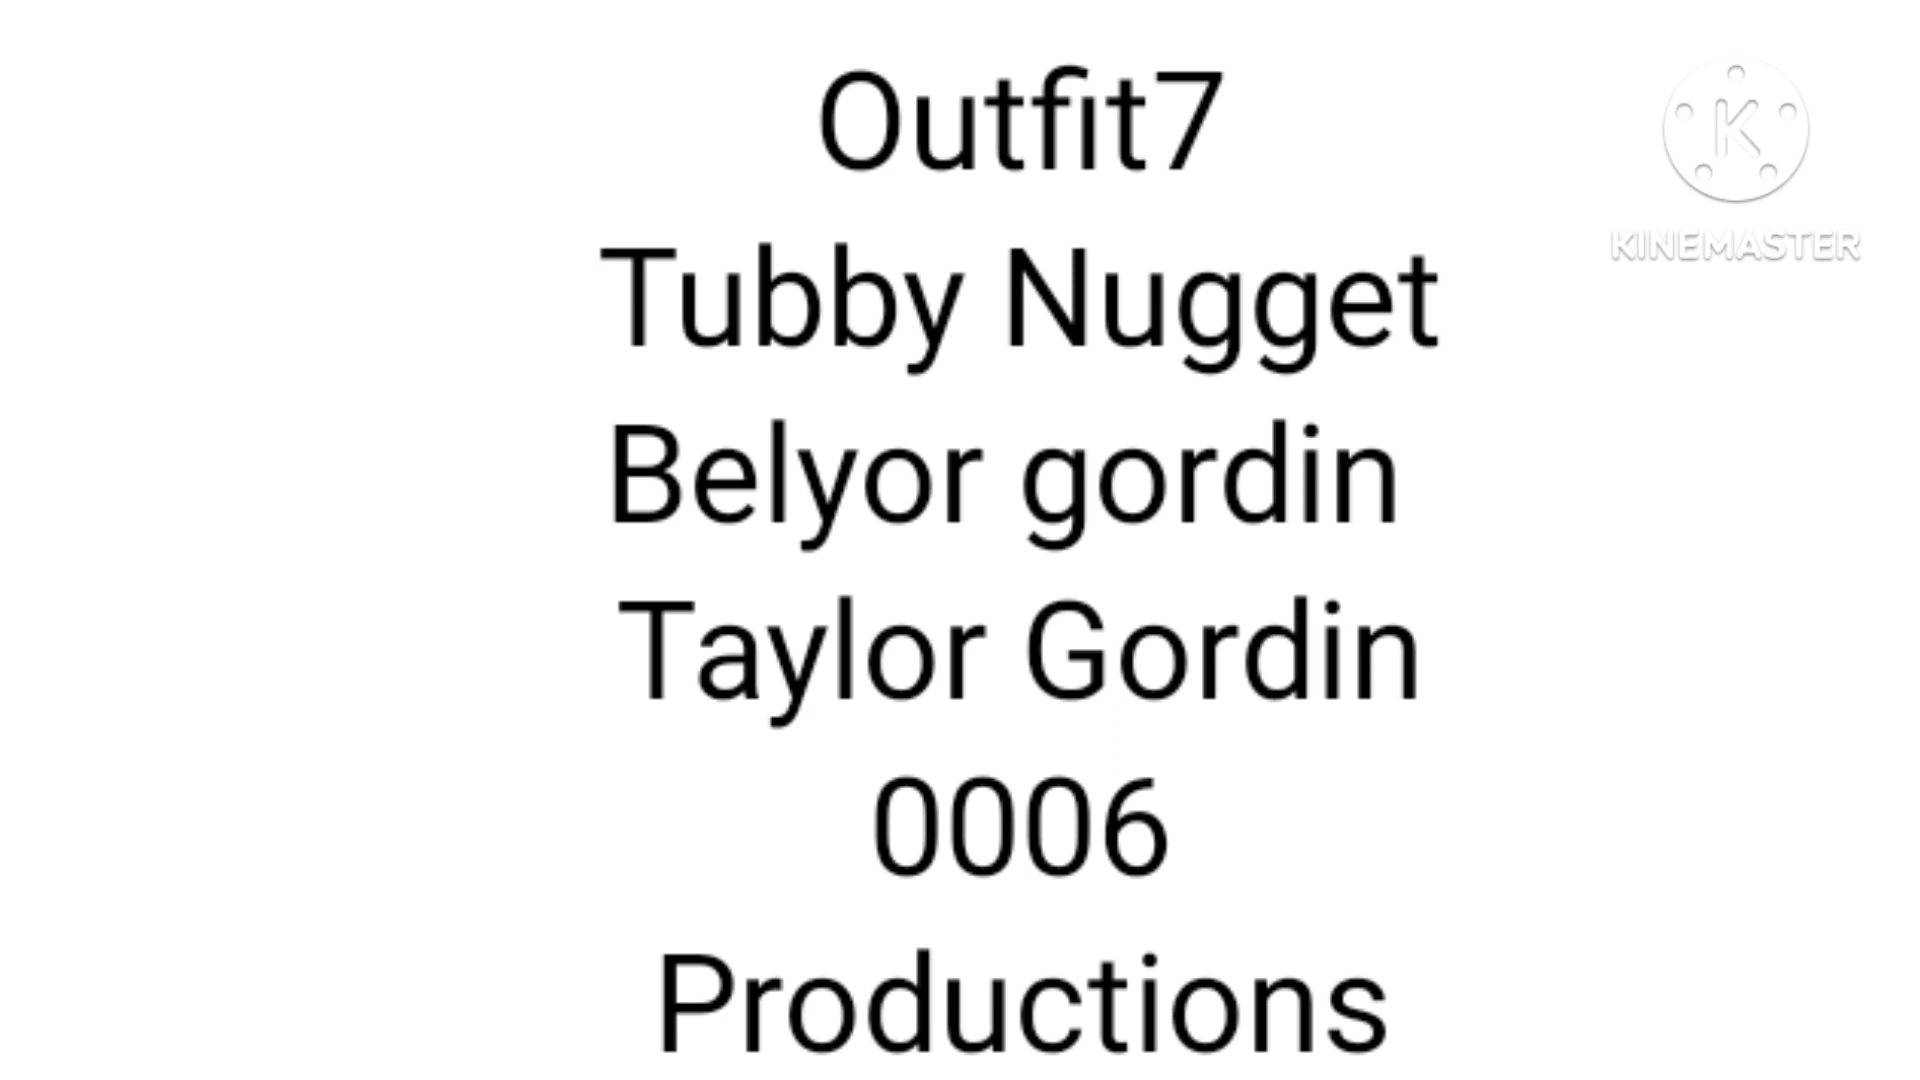 Outfit7
Tubby Nugget
Belyor gordin
Taylor Gordin
0006
Productions
K
KINEMASTER